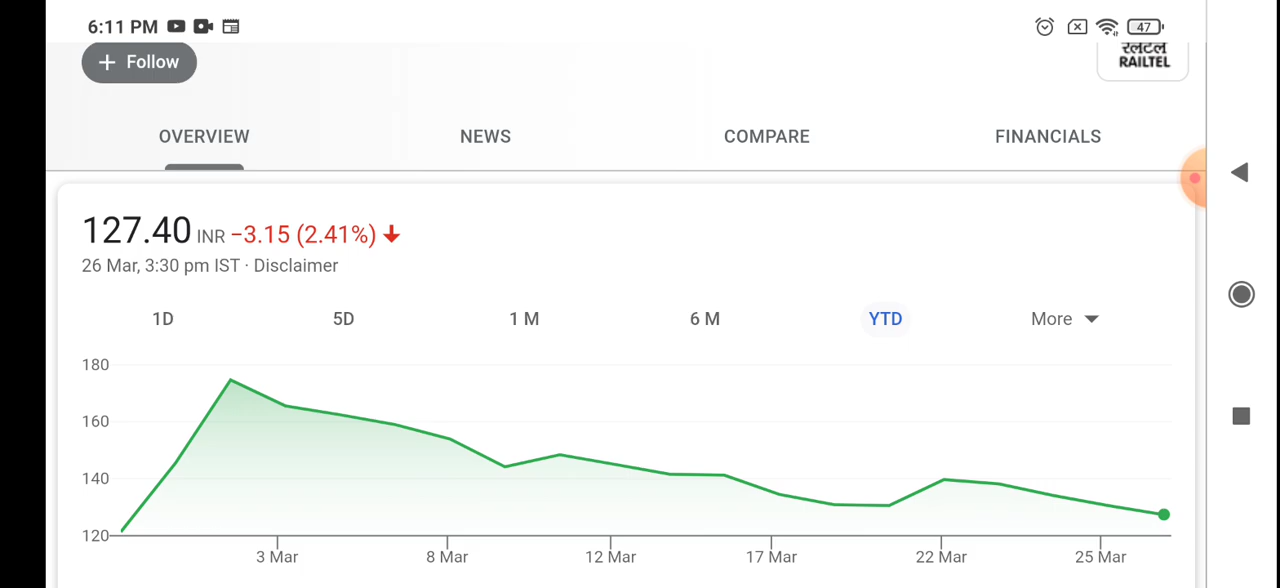 6:11 PM
47
+ Follow
रेलटेल
RAILTEL
OVERVIEW NEWS COMPARE FINANCIALS
127.40 INR −3.15 (2.41%)
26 Mar, 3:30 pm IST · Disclaimer
1D 5D 1 M 6 M YTD More
180
160
140
120
3 Mar 8 Mar 12 Mar 17 Mar 22 Mar 25 Mar